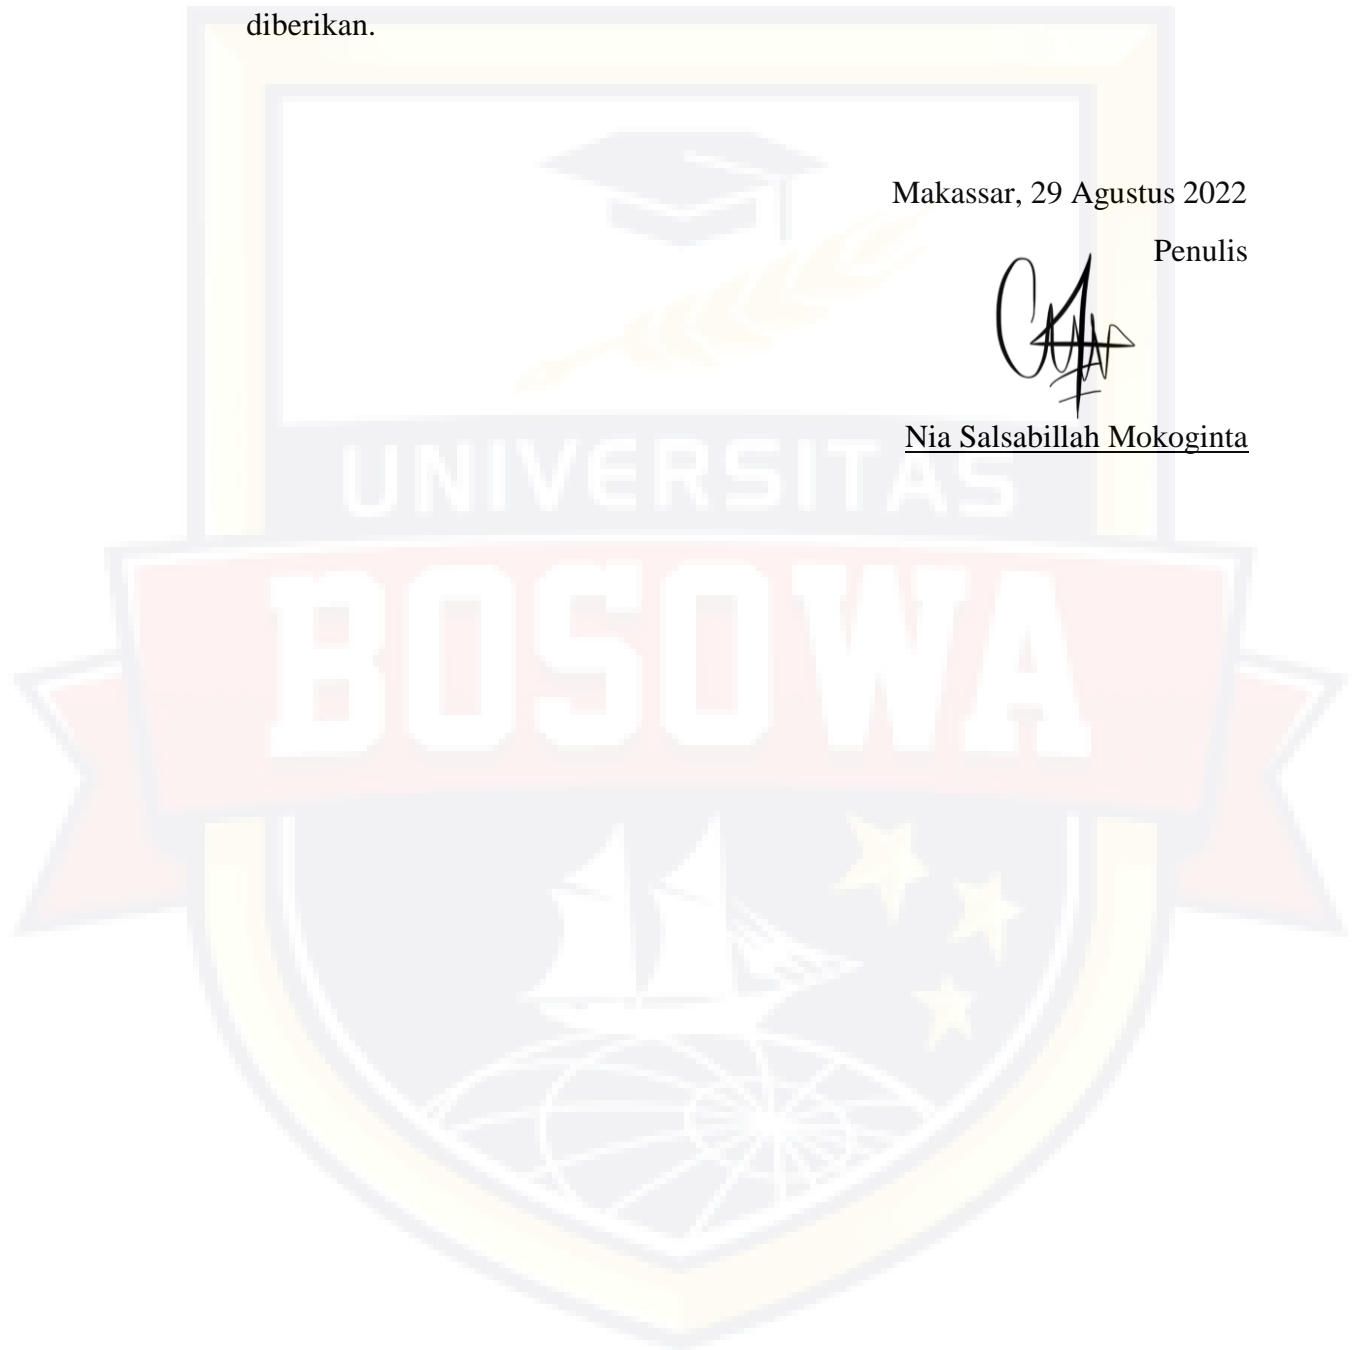 diberikan.
Makassar, 29 Agustus 2022
Penulis
Nia Salsabillah Mokoginta
UNIVERSITAS
BOSOWA